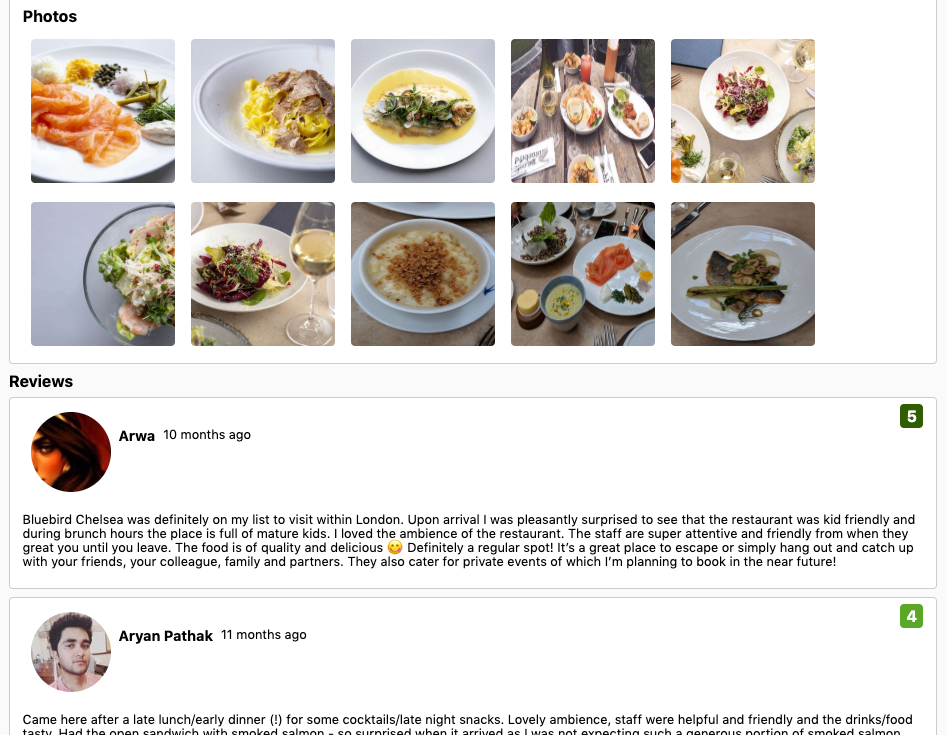 Photos
Reviews
5
Arwa 10 months ago
Bluebird Chelsea was definitely on my list to visit within London. Upon arrival I was pleasantly surprised to see that the restaurant was kid friendly and
during brunch hours the place is full of mature kids. I loved the ambience of the restaurant. The staff are super attentive and friendly from when they
great you until you leave. The food is of quality and delicious 😋 Definitely a regular spot! It’s a great place to escape or simply hang out and catch up
with your friends, your colleague, family and partners. They also cater for private events of which I’m planning to book in the near future!
4
Aryan Pathak 11 months ago
Came here after a late lunch/early dinner (!) for some cocktails/late night snacks. Lovely ambience, staff were helpful and friendly and the drinks/food
tasty. Had the open sandwich with smoked salmon - so surprised when it arrived as I was not expecting such a generous portion of smoked salmon